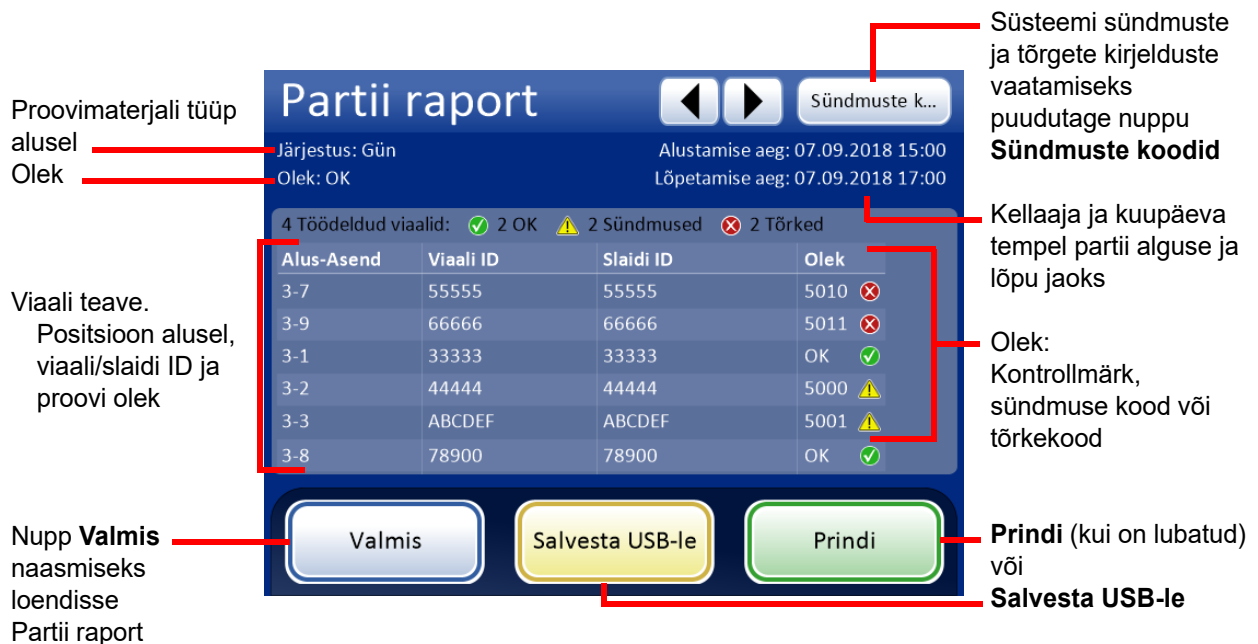 Proovimaterjali tüüp
alusel
Olek
Viaali teave.
Positsioon alusel,
viaali/slaidi ID ja
proovi olek
Nupp Valmis
naasmiseks
loendisse
Partii raport
Partii raport
Sündmuste k...
Järjestus: Gün
Olek: OK
Alustamise aeg: 07.09.2018 15:00
Lõpetamise aeg: 07.09.2018 17:00
4 Töödeldud viaalid: 2 OK 2 Sündmused 2 Tõrked
Alus-Asend Viaali ID Slaidi ID Olek
3-7 55555 55555 5010
3-9 66666 66666 5011
3-1 33333 33333 OK
3-2 44444 44444 5000
3-3 ABCDEF ABCDEF 5001
3-8 78900 78900 OK
Valmis
Salvesta USB-le
Prindi
Süsteemi sündmuste
ja tõrgete kirjelduste
vaatamiseks
puudutage nuppu
Sündmuste koodid
Kellaaja ja kuupäeva
tempel partii alguse ja
lõpu jaoks
Olek:
Kontrollmärk,
sündmuse kood või
tõrkekood
Prindi (kui on lubatud)
või
Salvesta USB-le